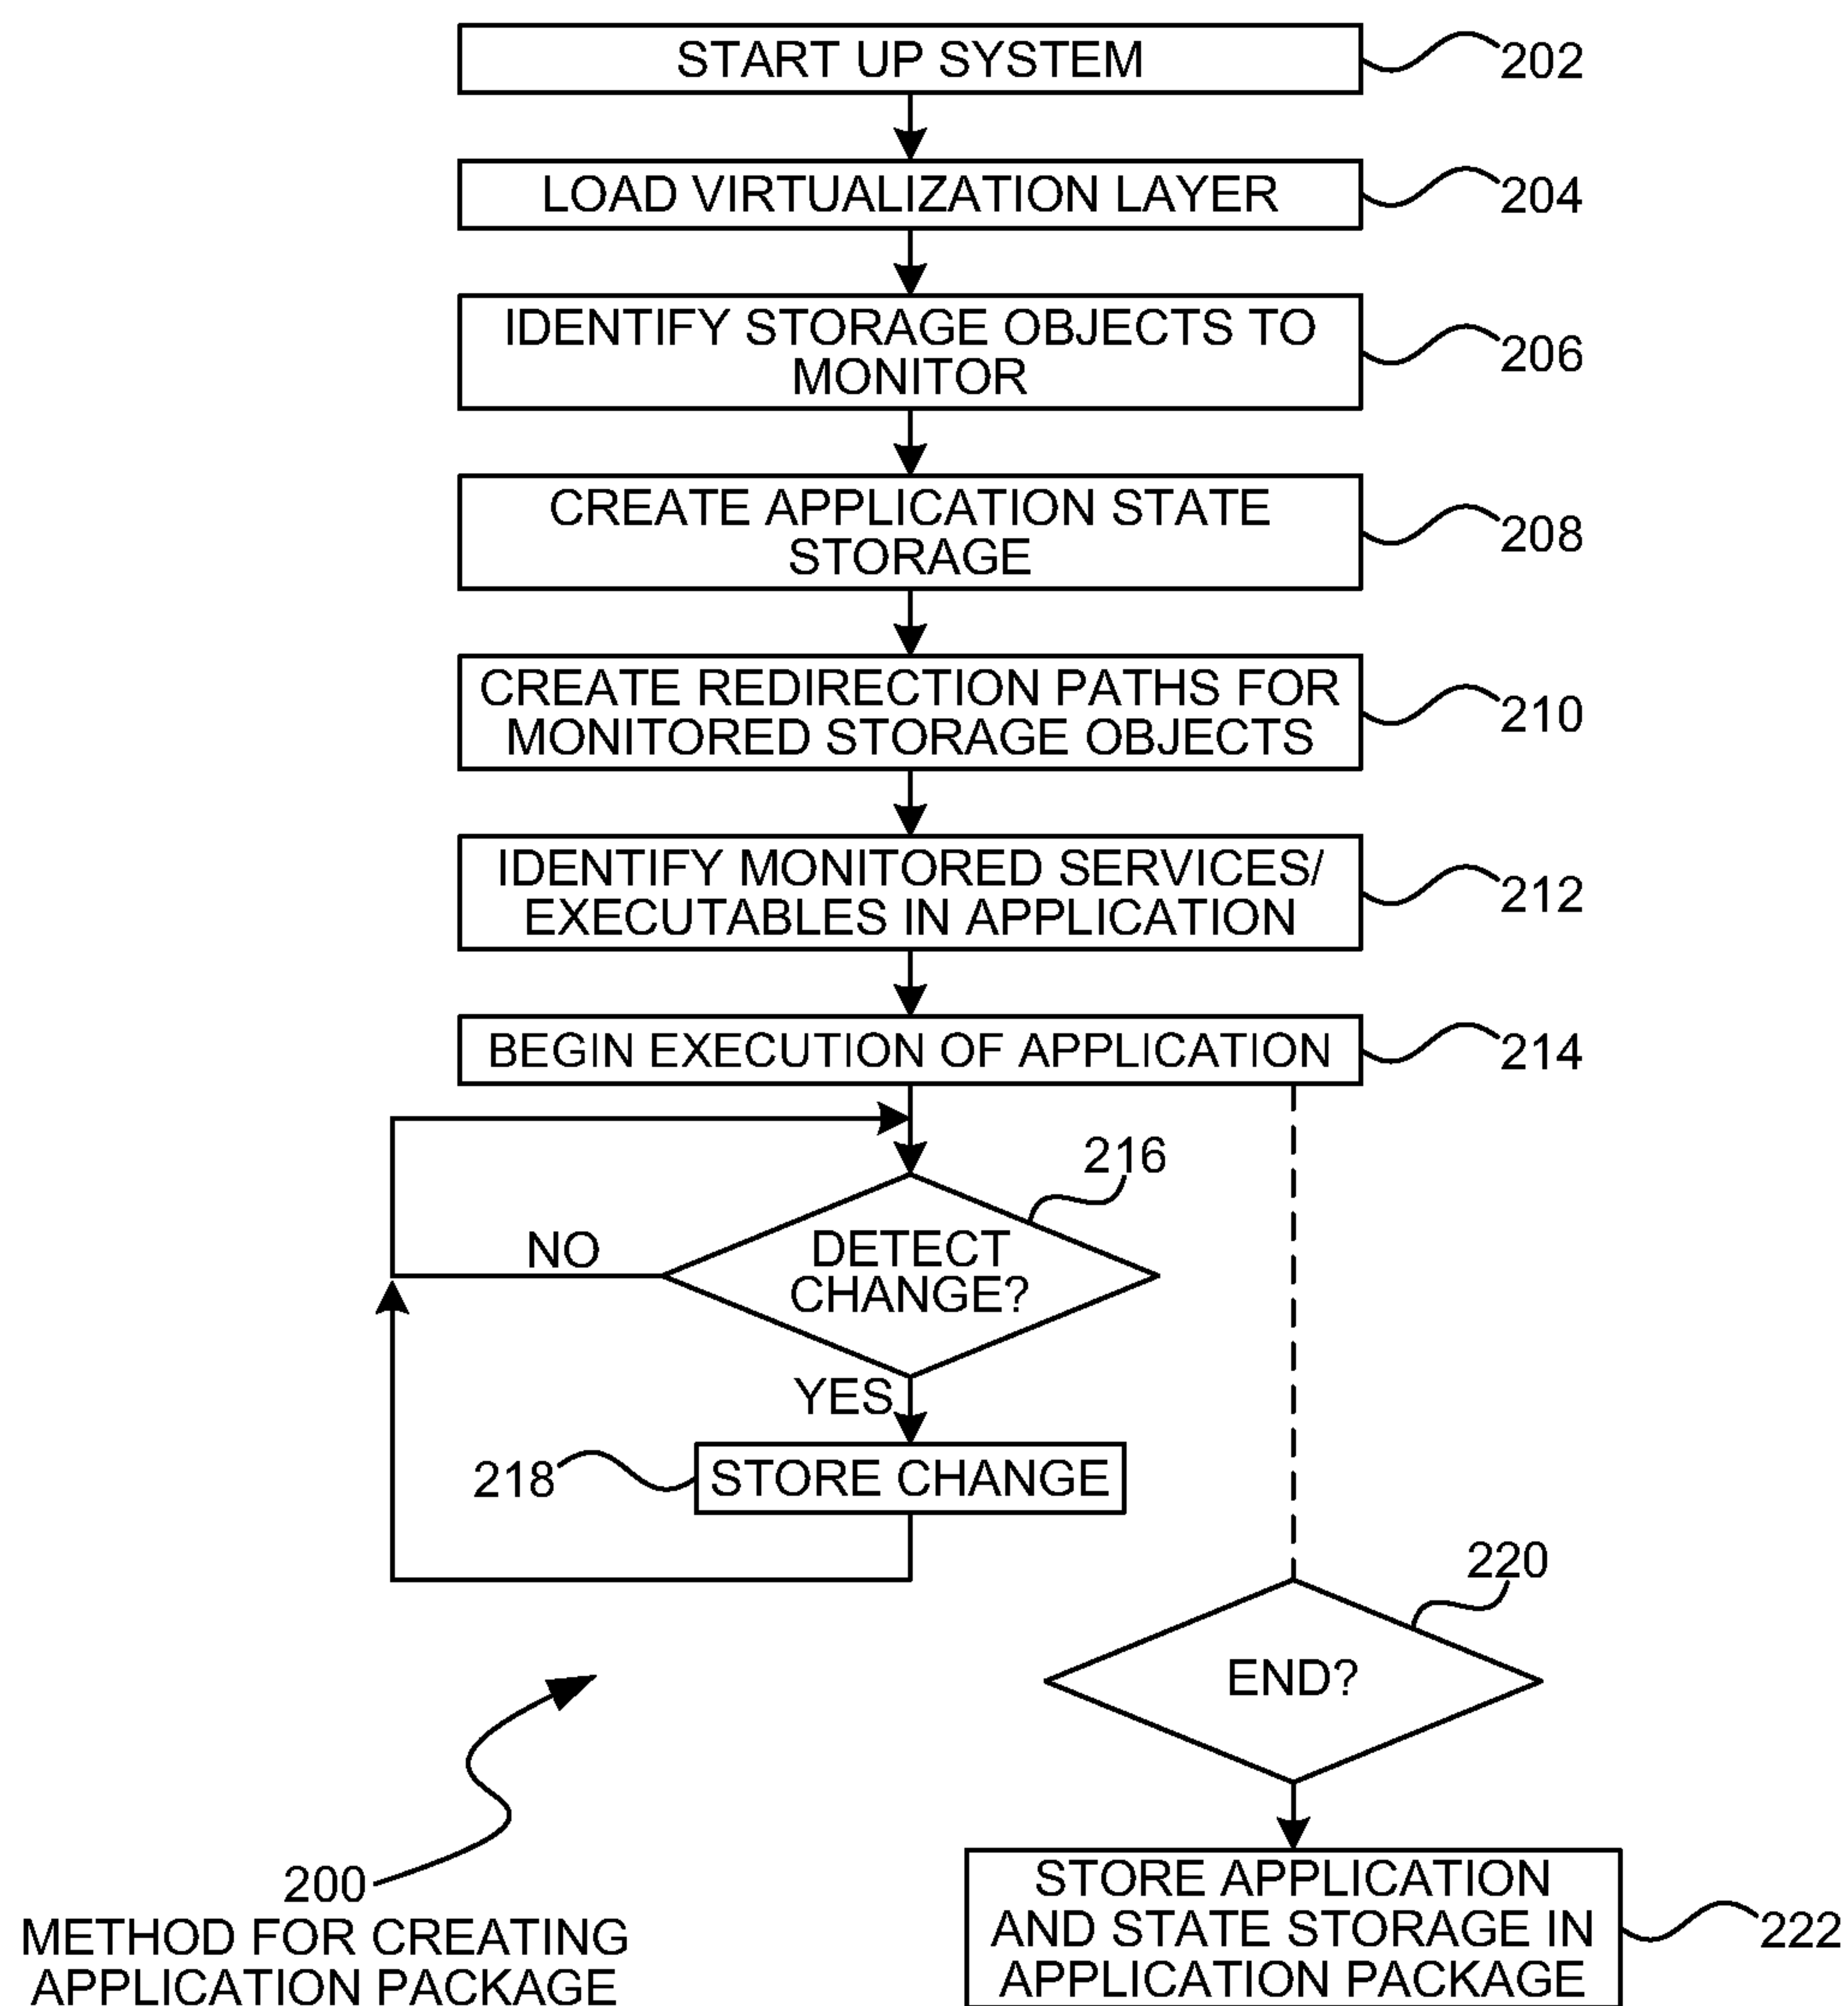 START UP SYSTEM
202
LOAD VIRTUALIZATION LAYER
204
IDENTIFY STORAGE OBJECTS TO
MONITOR
206
CREATE APPLICATION STATE
STORAGE
208
CREATE REDIRECTION PATHS FOR
MONITORED STORAGE OBJECTS
210
IDENTIFY MONITORED SERVICES/
EXECUTABLES IN APPLICATION
212
BEGIN EXECUTION OF APPLICATION
214
216
DETECT
CHANGE?
NO
YES
218
STORE CHANGE
220
END?
STORE APPLICATION
AND STATE STORAGE IN
APPLICATION PACKAGE
222
200
METHOD FOR CREATING
APPLICATION PACKAGE